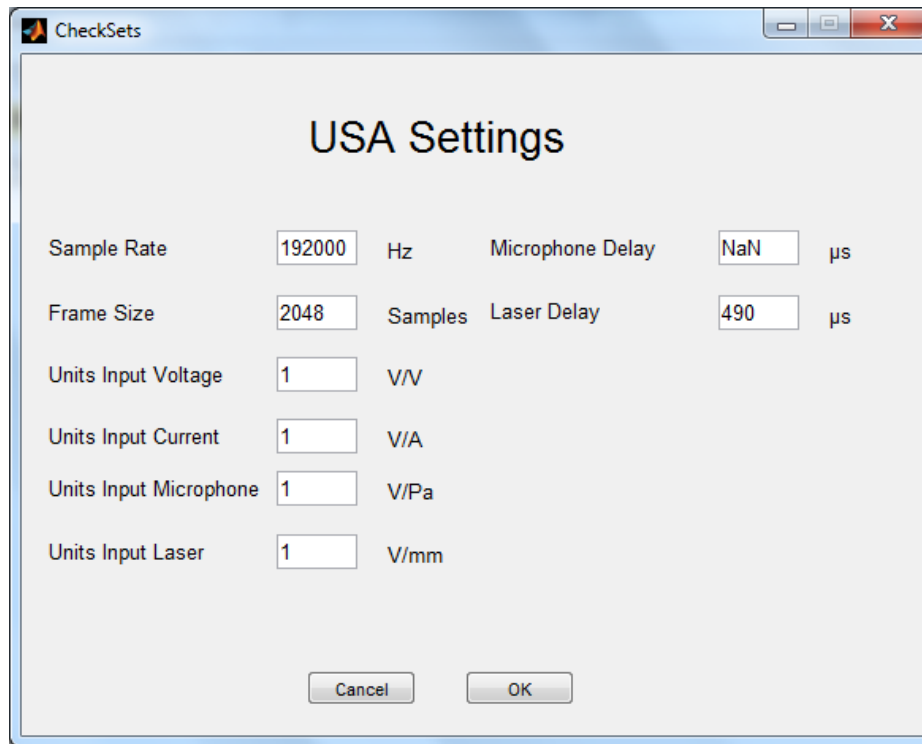 CheckSets
USA Settings
Sample Rate 192000 Hz Microphone Delay NaN µs
Frame Size 2048 Samples Laser Delay 490 µs
Units Input Voltage 1 V/V
Units Input Current 1 V/A
Units Input Microphone 1 V/Pa
Units Input Laser 1 V/mm
Cancel OK